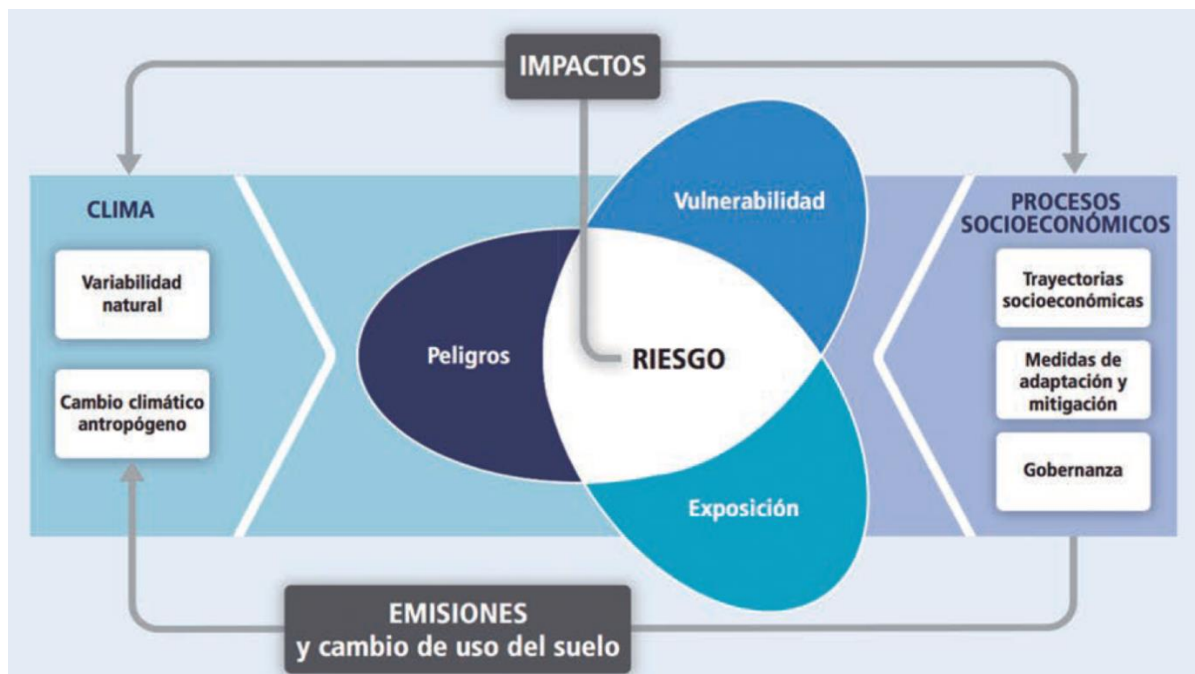 IMPACTOS
CLIMA
Variabilidad
natural
Cambio climático
antropógeno
Peligros
Vulnerabilidad
RIESGO
Exposición
PROCESOS
SOCIOECONÓMICOS
Trayectorias
socioeconómicas
Medidas de
adaptación y
mitigación
Gobernanza
EMISIONES
y cambio de uso del suelo